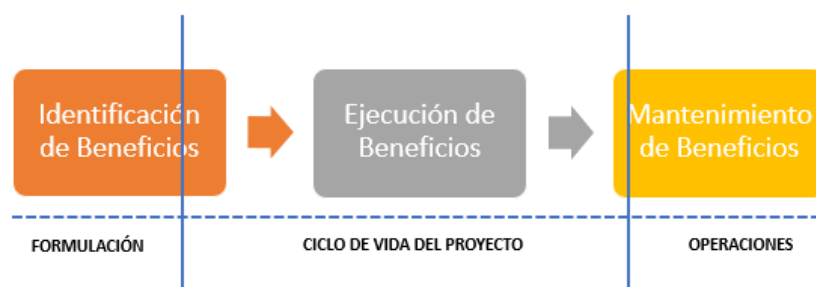 Identificación
de Beneficios
Ejecución de
Beneficios
Mantenimiento
de Beneficios
FORMULACIÓN
CICLO DE VIDA DEL PROYECTO
OPERACIONES